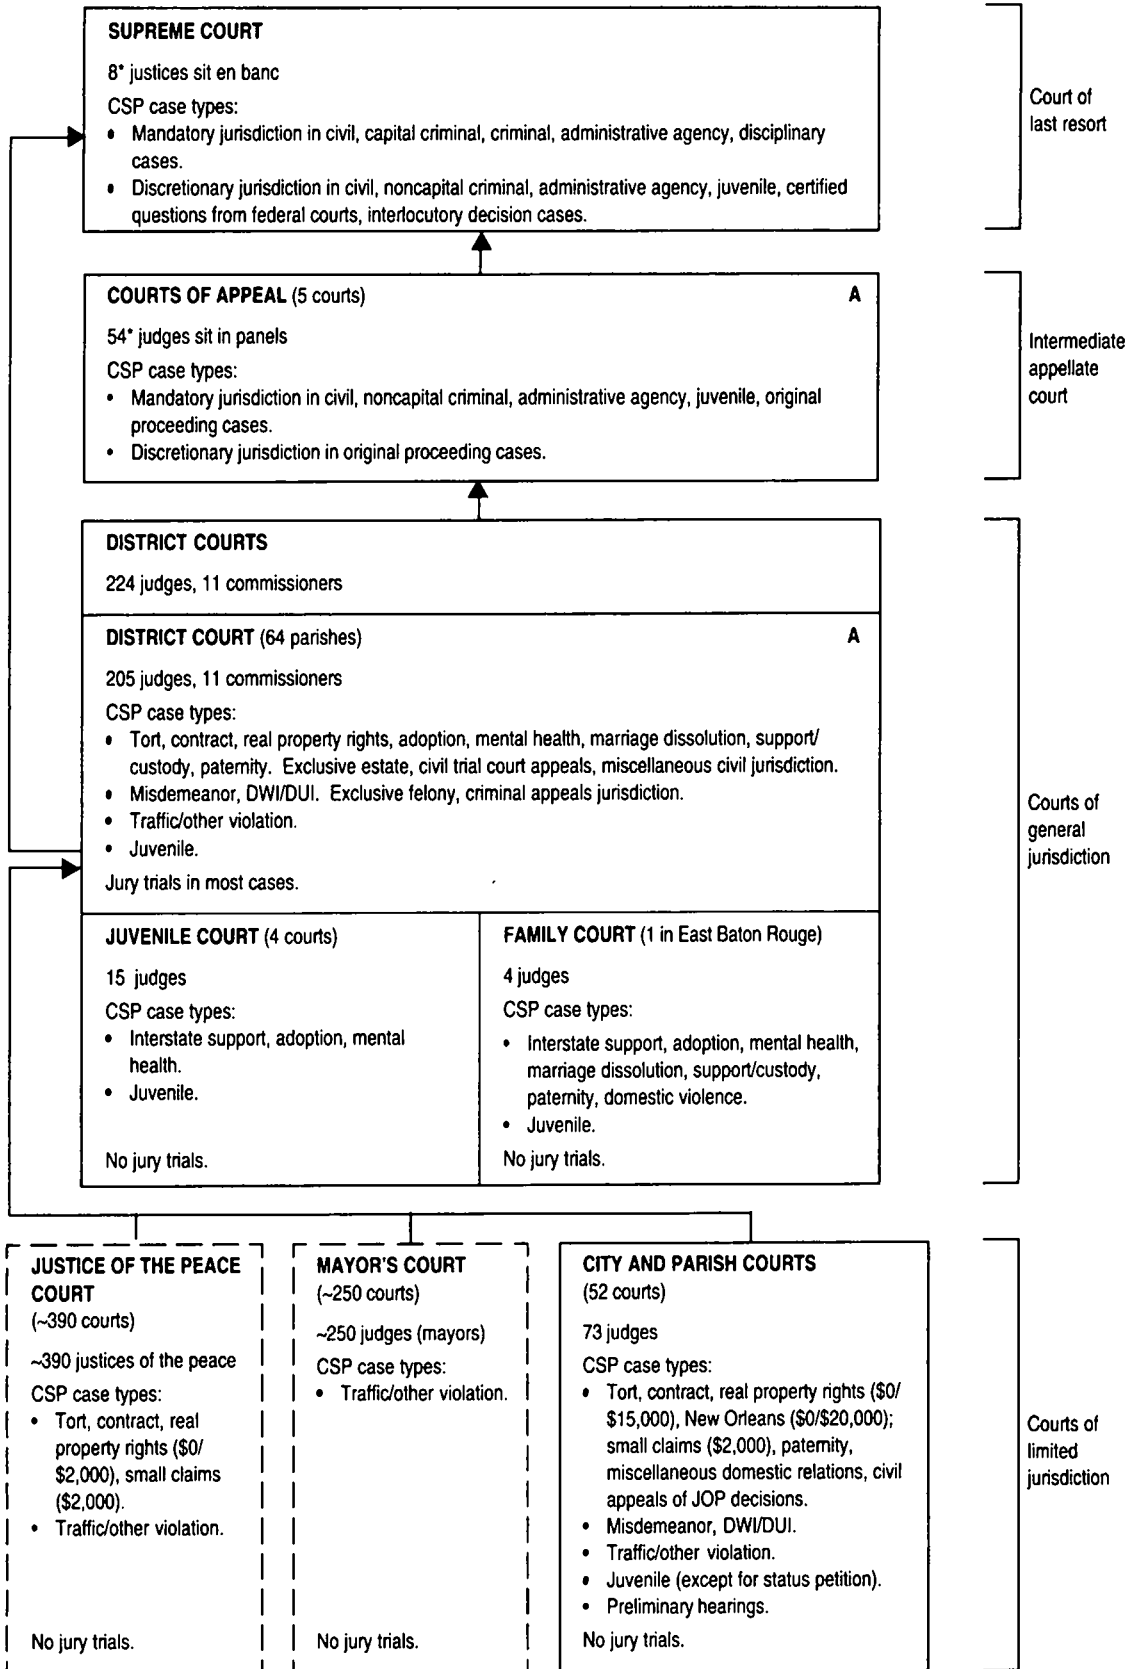 SUPREME COURT
8* justices sit en banc
CSP case types:
• Mandatory jurisdiction in civil, capital criminal, criminal, administrative agency, disciplinary
cases.
• Discretionary jurisdiction in civil, noncapital criminal, administrative agency, juvenile, certified
questions from federal courts, interlocutory decision cases.
Court of
last resort
COURTS OF APPEAL (5 courts) A
54* judges sit in panels
CSP case types:
• Mandatory jurisdiction in civil, noncapital criminal, administrative agency, juvenile, original
proceeding cases.
• Discretionary jurisdiction in original proceeding cases.
Intermediate
appellate
court
DISTRICT COURTS
224 judges, 11 commissioners
DISTRICT COURT (64 parishes) A
205 judges, 11 commissioners
CSP case types:
• Tort, contract, real property rights, adoption, mental health, marriage dissolution, support/
custody, paternity. Exclusive estate, civil trial court appeals, miscellaneous civil jurisdiction.
• Misdemeanor, DWI/DUI. Exclusive felony, criminal appeals jurisdiction.
• Traffic/other violation.
• Juvenile.
Jury trials in most cases.
JUVENILE COURT (4 courts)
15 judges
CSP case types:
• Interstate support, adoption, mental
health.
• Juvenile.
No jury trials.
FAMILY COURT (1 in East Baton Rouge)
4 judges
CSP case types:
• Interstate support, adoption, mental health,
marriage dissolution, support/custody,
paternity, domestic violence.
• Juvenile.
No jury trials.
Courts of
general
jurisdiction
JUSTICE OF THE PEACE
COURT
(~390 courts)
~390 justices of the peace
CSP case types:
• Tort, contract, real
property rights ($0/
$2,000), small claims
($2,000).
• Traffic/other violation.
No jury trials.
MAYOR'S COURT
(~250 courts)
~250 judges (mayors)
CSP case types:
• Traffic/other violation.
No jury trials.
CITY AND PARISH COURTS
(52 courts)
73 judges
CSP case types:
• Tort, contract, real property rights ($0/
$15,000), New Orleans ($0/$20,000);
small claims ($2,000), paternity,
miscellaneous domestic relations, civil
appeals of JOP decisions.
• Misdemeanor, DWI/DUI.
• Traffic/other violation.
• Juvenile (except for status petition).
• Preliminary hearings.
No jury trials.
Courts of
limited
jurisdiction